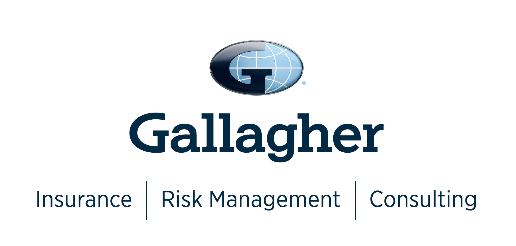 G
Gallagher
Insurance | Risk Management | Consulting